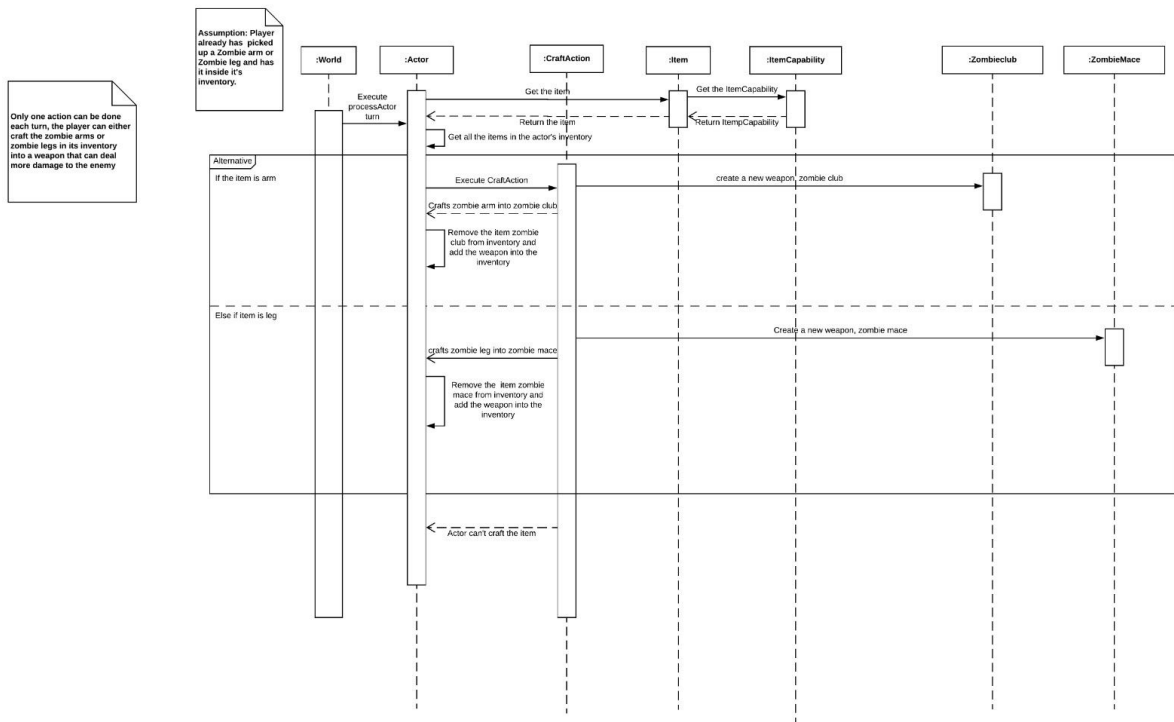 Assumption: Player
already has  picked
up a Zombie arm or
Zombie leg and has
it inside it's
inventory.
:World
:Actor
:CraftAction
:Item
:ItemCapability
:Zombieclub
:ZombieMace
Only one action can be done
each turn, the player can either
craft the zombie arms or
zombie legs in its inventory
into a weapon that can deal
more damage to the enemy
Execute
processActor
turn
Get the item
Get the ItemCapability
Return the item
Return ItempCapability
Get all the items in the actor's inventory
Alternative
If the item is arm
Execute CraftAction
create a new weapon, zombie club
Crafts zombie arm into zombie club
Remove the item zombie
club from inventory and
add the weapon into the
inventory
Else if item is leg
Create a new weapon, zombie mace
crafts zombie leg into zombie mace
Remove the  item zombie
mace from inventory and
add the weapon into the
inventory
Actor can't craft the item